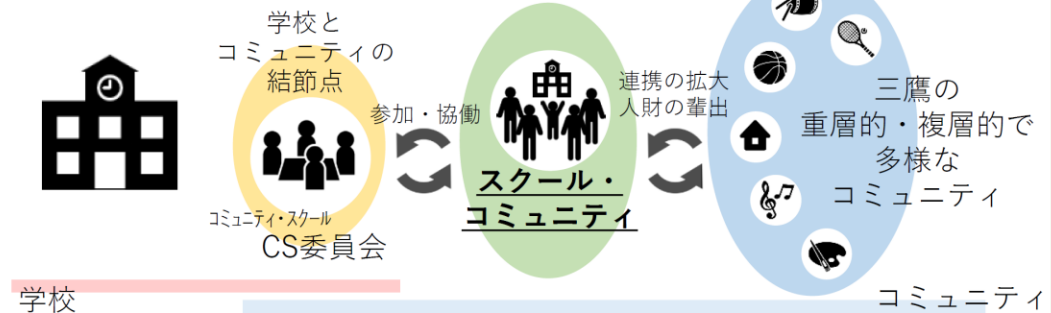 学校と
コミュニティの
結節点
コミュニティ・スクール
CS委員会
参加・協働
スクール・
コミュニティ
連携の拡大
人財の輩出
三鷹の
重層的・複層的で
多様な
コミュニティ
学校
コミュニティ